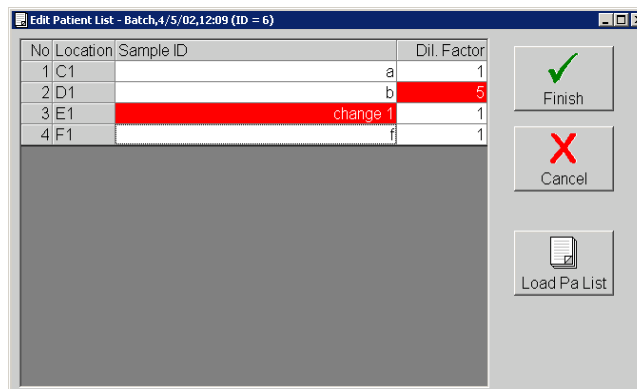 Edit Patient List - Batch,4/5/02,12:09 (ID = 6)
No Location Sample ID Dil. Factor
1 C1 a 1
2 D1 b 5
3 E1 change 1 1
4 F1 f 1
Finish
Cancel
Load Pa List